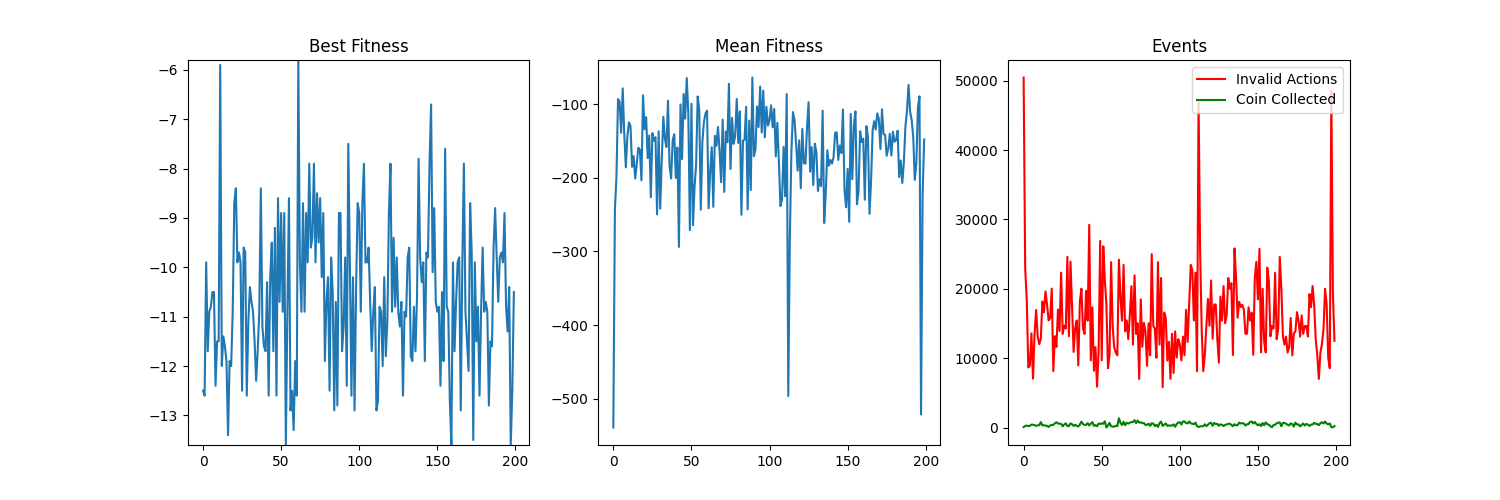 Best Fitness
−6
−7
−8
−9
−10
−11
−12
−13
0 50 100 150 200
Mean Fitness
−100
−200
−300
−400
−500
0 50 100 150 200
Events
Invalid Actions
Coin Collected
50000
40000
30000
20000
10000
0
0 50 100 150 200